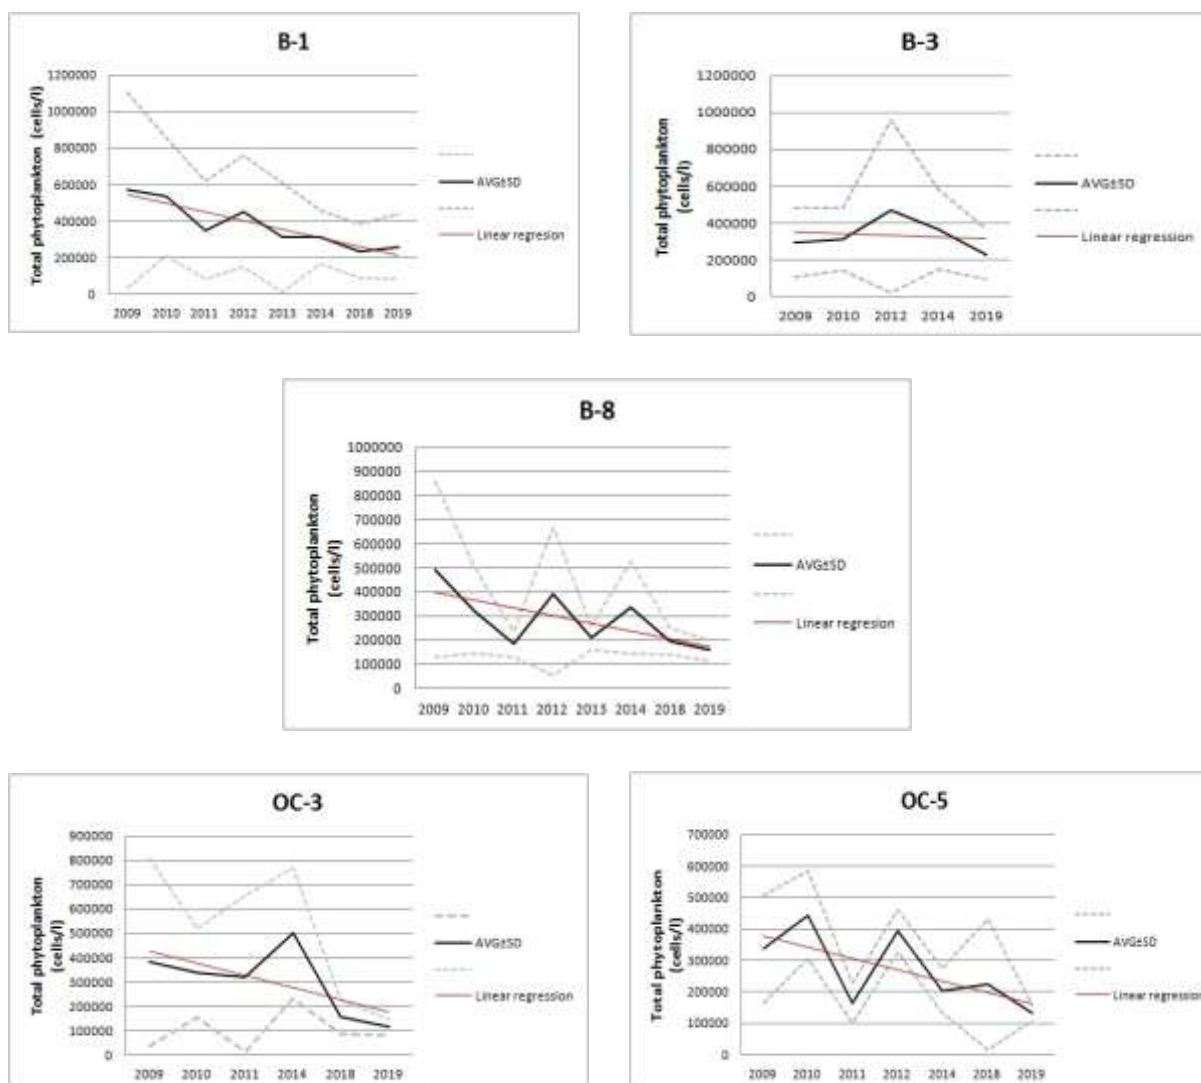 B-1
Total phytoplankton (cells/l)
1200000
1000000
800000
600000
400000
200000
0
2009 2010 2011 2012 2013 2014 2018 2019
AVG±SD
Linear regresion
B-3
Total phytoplankton
(cells/l)
1200000
1000000
800000
600000
400000
200000
0
2009 2010 2012 2014 2019
AVG±SD
Linear regresion
B-8
Total phytoplankton
(cells/l)
1000000
900000
800000
700000
600000
500000
400000
300000
200000
100000
0
2009 2010 2011 2012 2013 2014 2018 2019
AVG±SD
Linear regresion
OC-3
Total phytoplankton
(cells/l)
900000
800000
700000
600000
500000
400000
300000
200000
100000
0
2009 2010 2011 2014 2018 2019
AVG±SD
Linear regresion
OC-5
Total phytoplankton
(cells/l)
700000
600000
500000
400000
300000
200000
100000
0
2009 2010 2011 2012 2014 2018 2019
AVG±SD
Linear regression